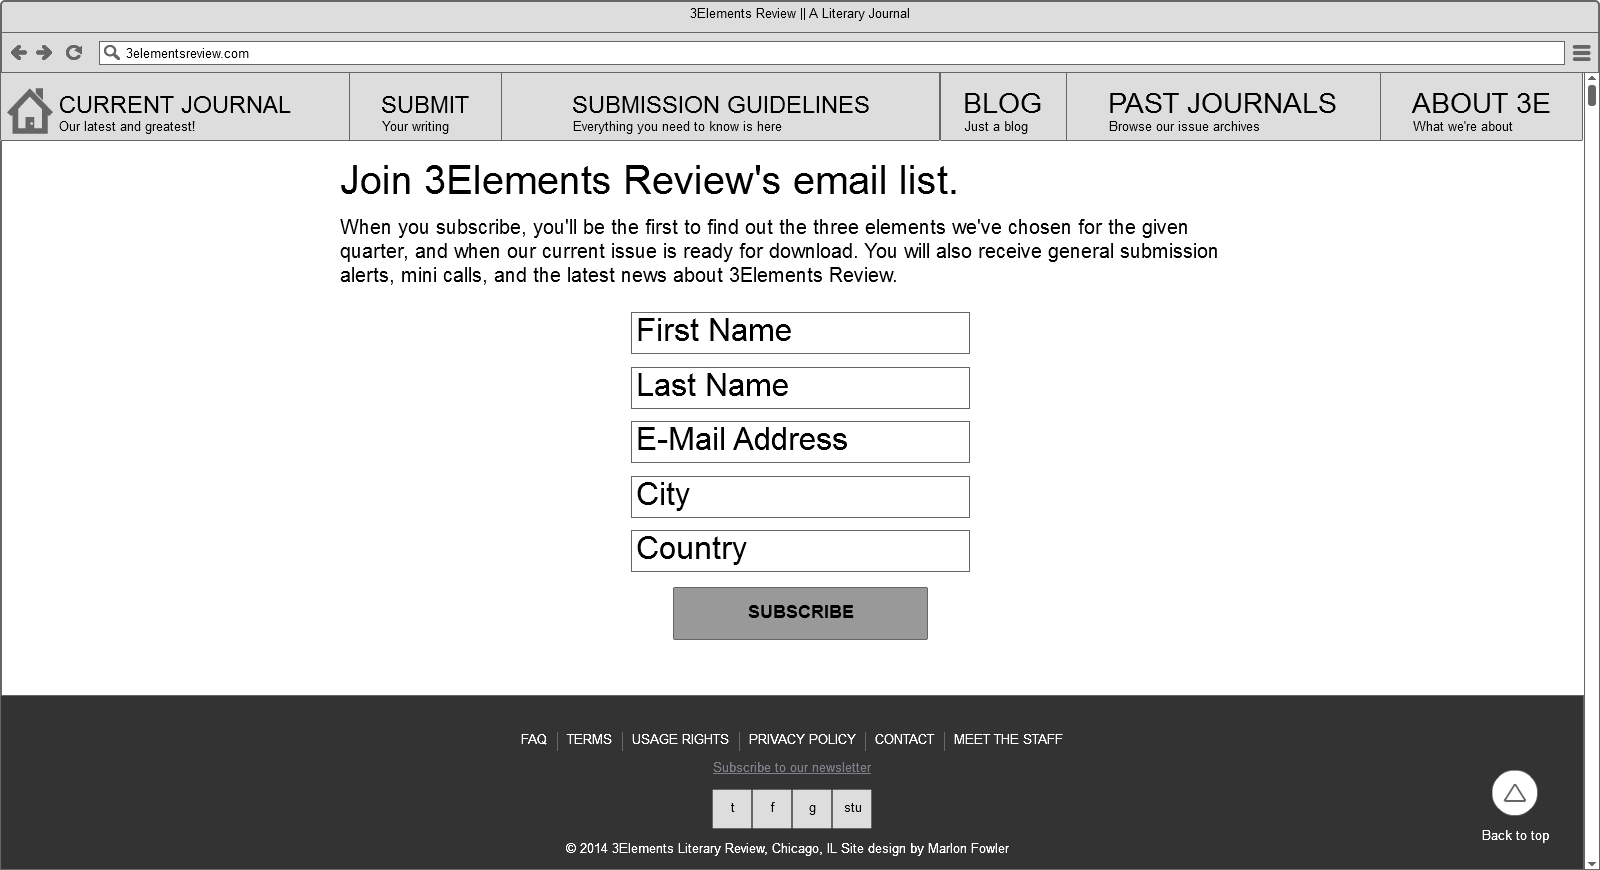 3Elements Review || A Literary Journal
3elementsreview.com
CURRENT JOURNAL
Our latest and greatest!
SUBMIT
Your writing
SUBMISSION GUIDELINES
Everything you need to know is here
BLOG
Just a blog
PAST JOURNALS
Browse our issue archives
ABOUT 3E
What we're about
Join 3Elements Review's email list.
When you subscribe, you'll be the first to find out the three elements we've chosen for the given
quarter, and when our current issue is ready for download. You will also receive general submission
alerts, mini calls, and the latest news about 3Elements Review.
First Name
Last Name
E-Mail Address
City
Country
SUBSCRIBE
FAQ TERMS USAGE RIGHTS PRIVACY POLICY CONTACT MEET THE STAFF
Subscribe to our newsletter
t f g stu
Back to top
© 2014 3Elements Literary Review, Chicago, IL Site design by Marlon Fowler